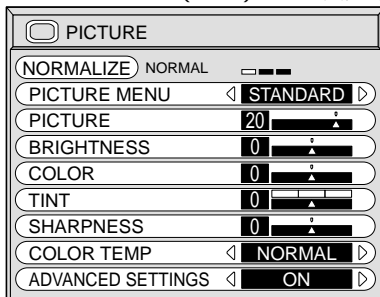 PICTURE
NORMALIZE NORMAL
PICTURE MENU STANDARD
PICTURE 20
BRIGHTNESS 0
COLOR 0
TINT 0
SHARPNESS 0
COLOR TEMP NORMAL
ADVANCED SETTINGS ON